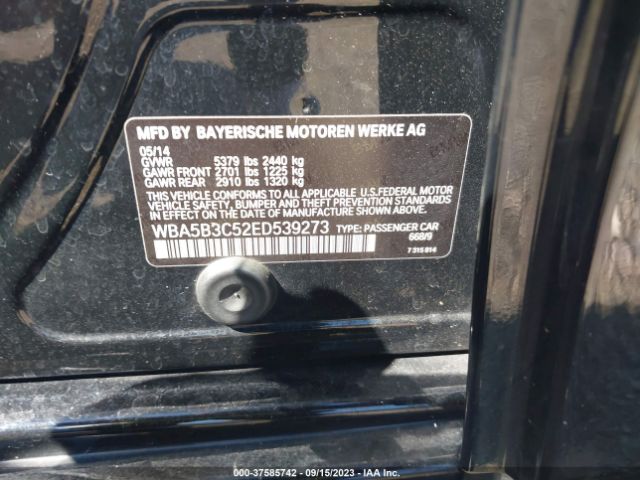 MFD BY BAYERISCHE MOTOREN WERKE AG
05/14
GVWR 5379 lbs 2440 kg
GAWR FRONT 2701 lbs 1225 kg
GAWR REAR 2910 lbs 1320 kg
THIS VEHICLE CONFORMS TO ALL APPLICABLE U.S.FEDERAL MOTOR
VEHICLE SAFETY, BUMPER AND THEFT PREVENTION STANDARDS
IN EFFECT ON THE DATE OF MANUFACTURE SHOWN ABOVE.
WBA5B3C52ED539273 TYPE: PASSENGER CAR
668/9
7 315 814
000-37585742 - 09/15/2023 - IAA Inc.